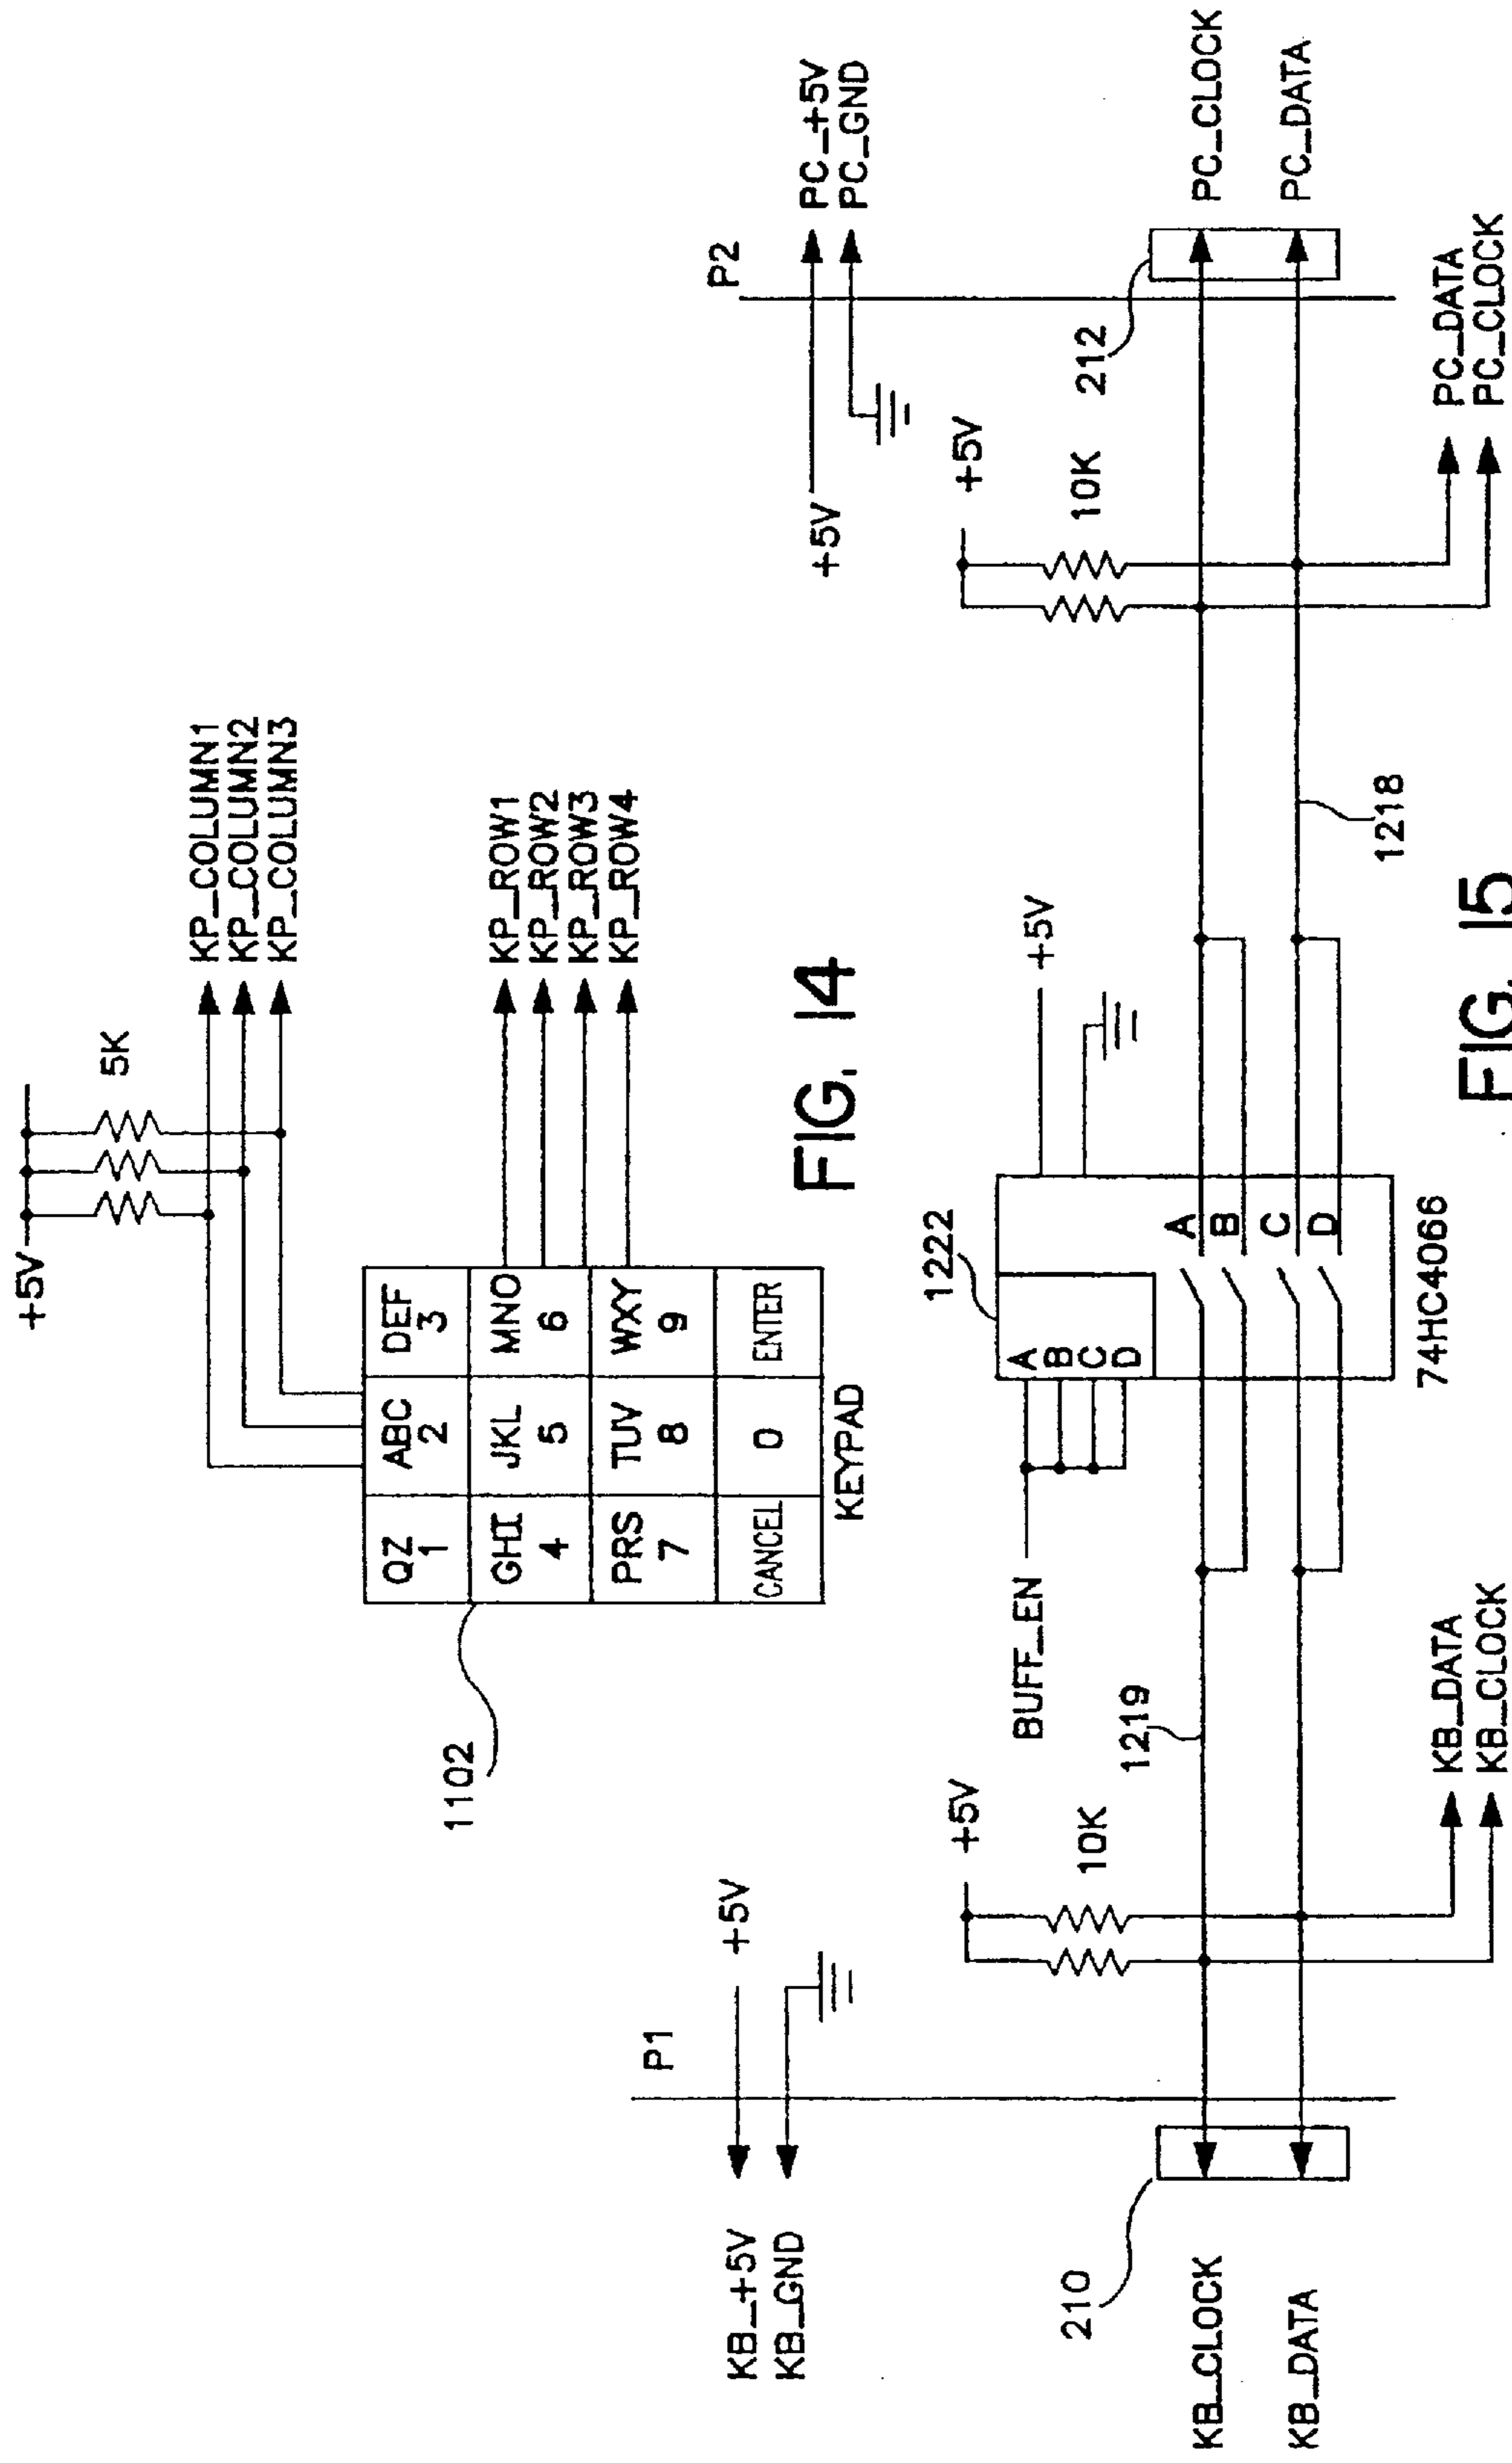 +5V
5K
KP_COLUMN1
KP_COLUMN2
KP_COLUMN3
1102
QZ ABC DEF
1 2 3
GHI JKL MNO
4 5 6
PRS TUV WXY
7 8 9
CANCEL 0 ENTER
KEYPAD
KP_ROW1
KP_ROW2
KP_ROW3
KP_ROW4
FIG. 14
P1
KB_+5V
+5V
KB_GND
P2
+5V
PC_+5V
PC_GND
210
KB_CLOCK
KB_DATA
+5V
10K
KB_DATA
KB_CLOCK
1219
BUFF_EN
1222
A
B
C
D
+5V
A
B
C
D
74HC4066
1218
+5V
10K
212
PC_CLOCK
PC_DATA
PC_DATA
PC_CLOCK
FIG. 15